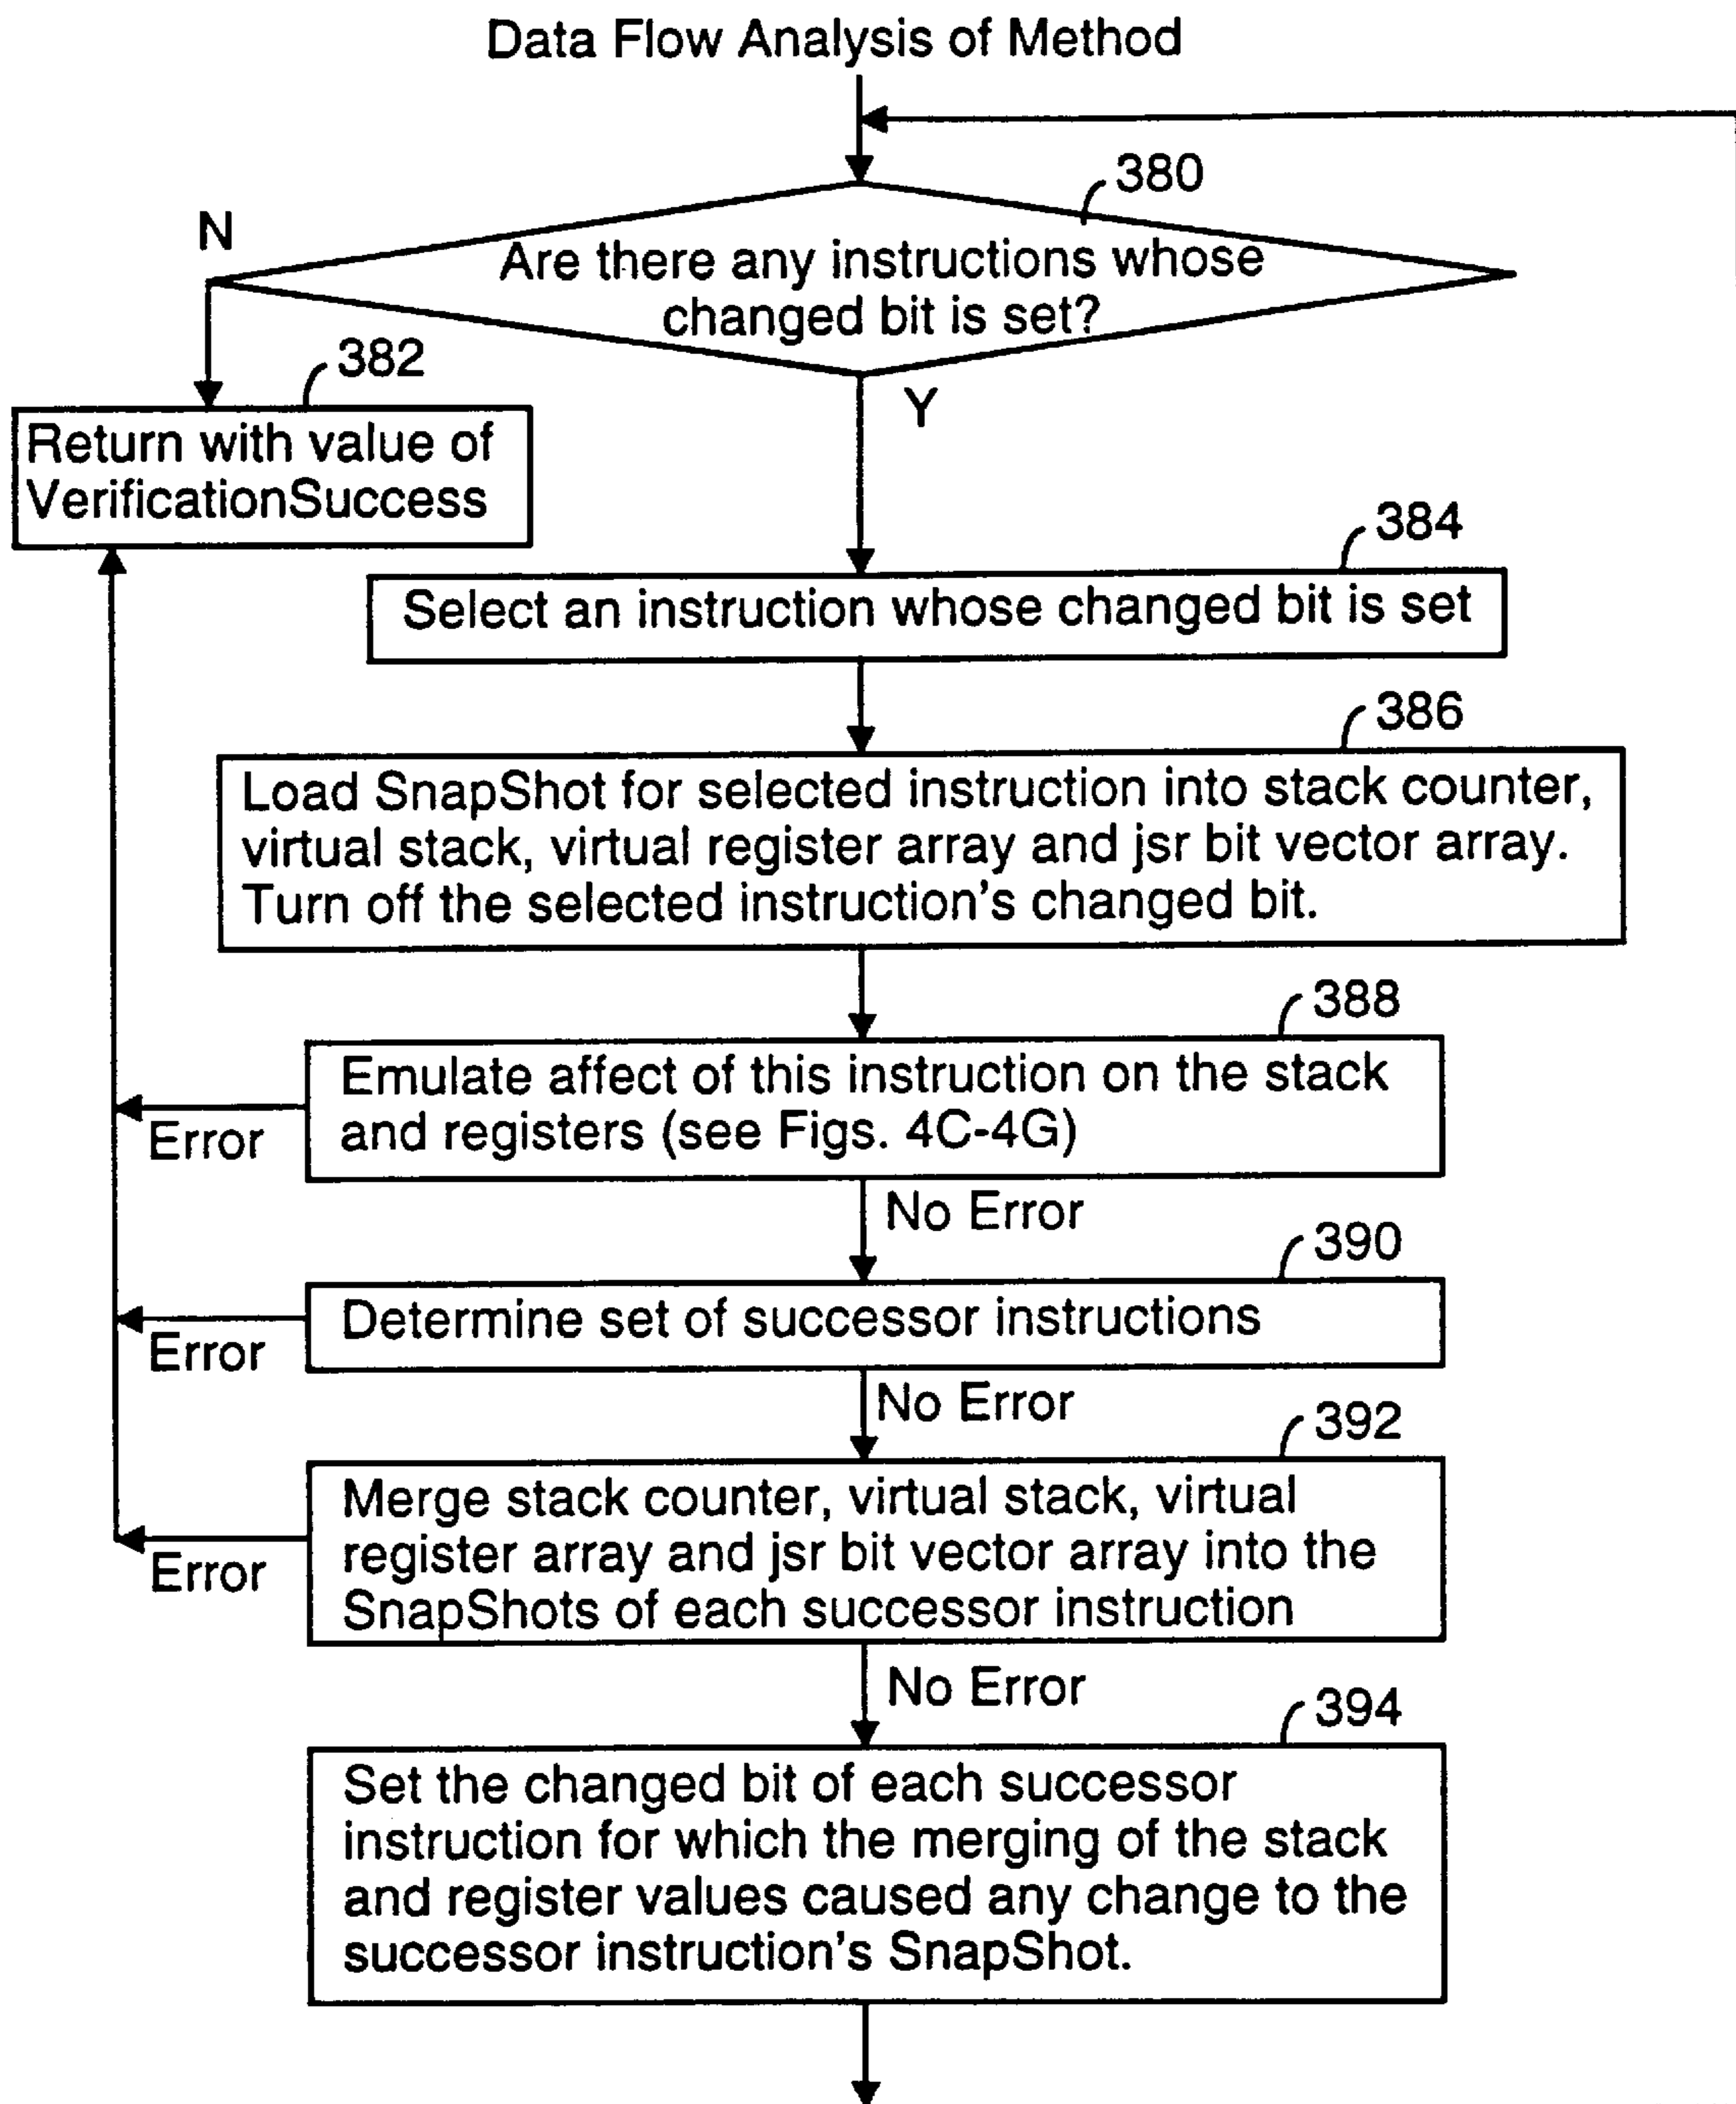 Data Flow Analysis of Method
380
N
Are there any instructions whose
changed bit is set?
382
Y
Return with value of
VerificationSuccess
384
Select an instruction whose changed bit is set
386
Load SnapShot for selected instruction into stack counter,
virtual stack, virtual register array and jsr bit vector array.
Turn off the selected instruction's changed bit.
388
Emulate affect of this instruction on the stack
and registers (see Figs. 4C-4G)
Error
No Error
390
Determine set of successor instructions
Error
No Error
392
Merge stack counter, virtual stack, virtual
register array and jsr bit vector array into the
SnapShots of each successor instruction
Error
No Error
394
Set the changed bit of each successor
instruction for which the merging of the stack
and register values caused any change to the
successor instruction's SnapShot.